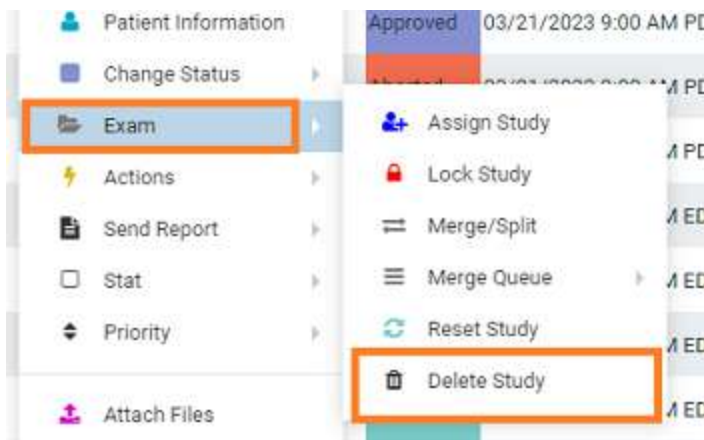 Patient Information
Change Status
Exam
Actions
Send Report
Stat
Priority
Attach Files
Assign Study
Lock Study
Merge/Split
Merge Queue
Reset Study
Delete Study
Approved 03/21/2023 9:00 AM PD